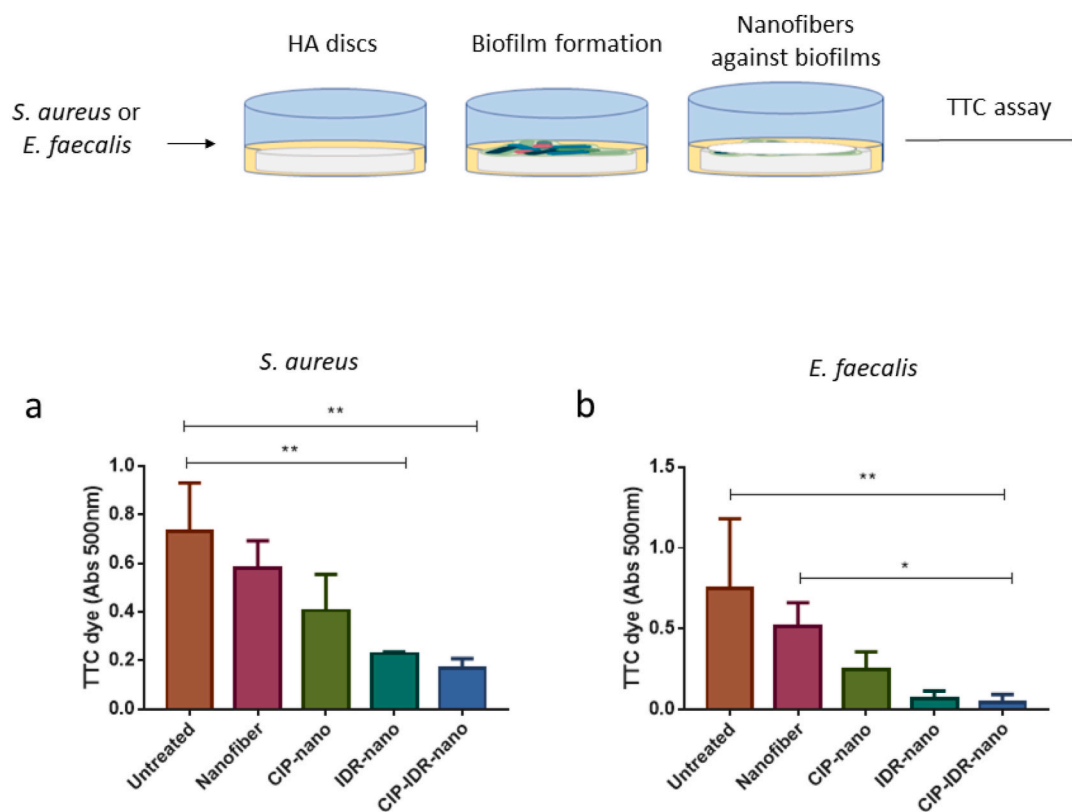 HA discs
Biofilm formation
Nanofibers
against biofilms
S. aureus or
E. faecalis
TTC assay
S. aureus
E. faecalis
a
**
**
TTC dye (Abs 500nm)
1.0
0.8
0.6
0.4
0.2
0.0
Untreated
Nanofiber
CIP-nano
IDR-nano
CIP-IDR-nano
b
**
*
TTC dye (Abs 500nm)
1.5
1.0
0.5
0.0
Untreated
Nanofiber
CIP-nano
IDR-nano
CIP-IDR-nano